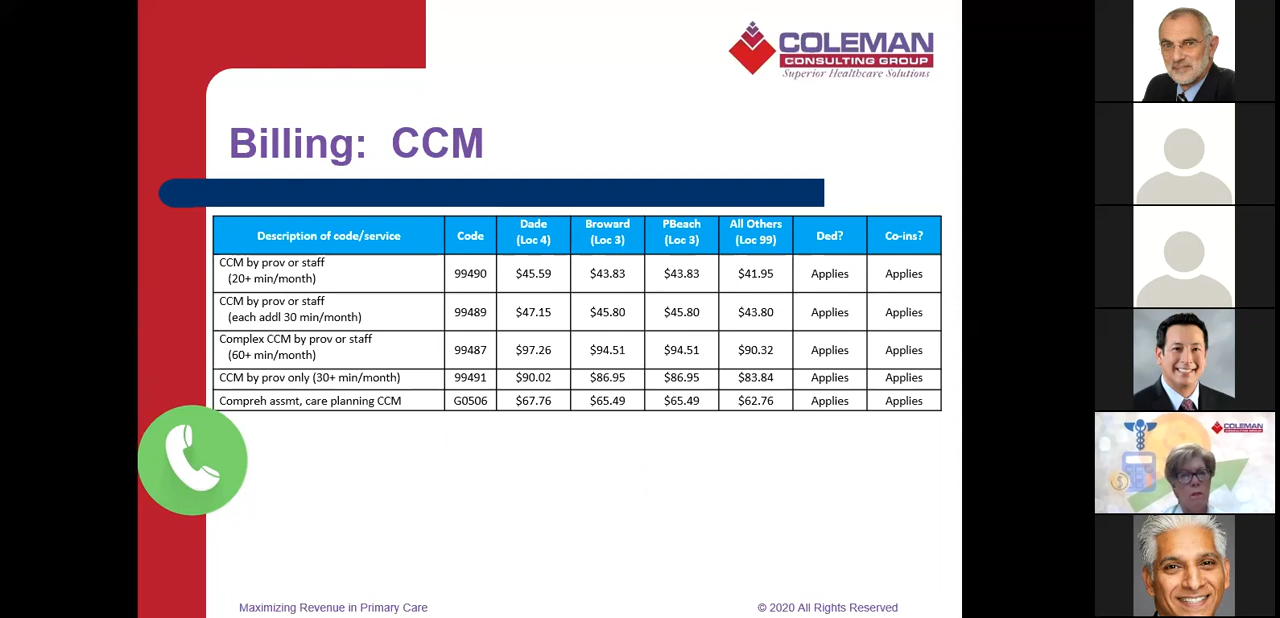 COLEMAN
CONSULTING GROUP
Superior Healthcare Solutions
Billing: CCM
Description of code/service Code Dade (Loc 4) Broward (Loc 3) PBeach (Loc 3) All Others (Loc 99) Ded? Co-ins?
CCM by prov or staff
(20+ min/month) 99490 $45.59 $43.83 $43.83 $41.95 Applies Applies
CCM by prov or staff
(each addl 30 min/month) 99489 $47.15 $45.80 $45.80 $43.80 Applies Applies
Complex CCM by prov or staff
(60+ min/month) 99487 $97.26 $94.51 $94.51 $90.32 Applies Applies
CCM by prov only (30+ min/month) 99491 $90.02 $86.95 $86.95 $83.84 Applies Applies
Compreh assmt, care planning CCM G0506 $67.76 $65.49 $65.49 $62.76 Applies Applies
Maximizing Revenue in Primary Care
© 2020 All Rights Reserved
COLEMAN